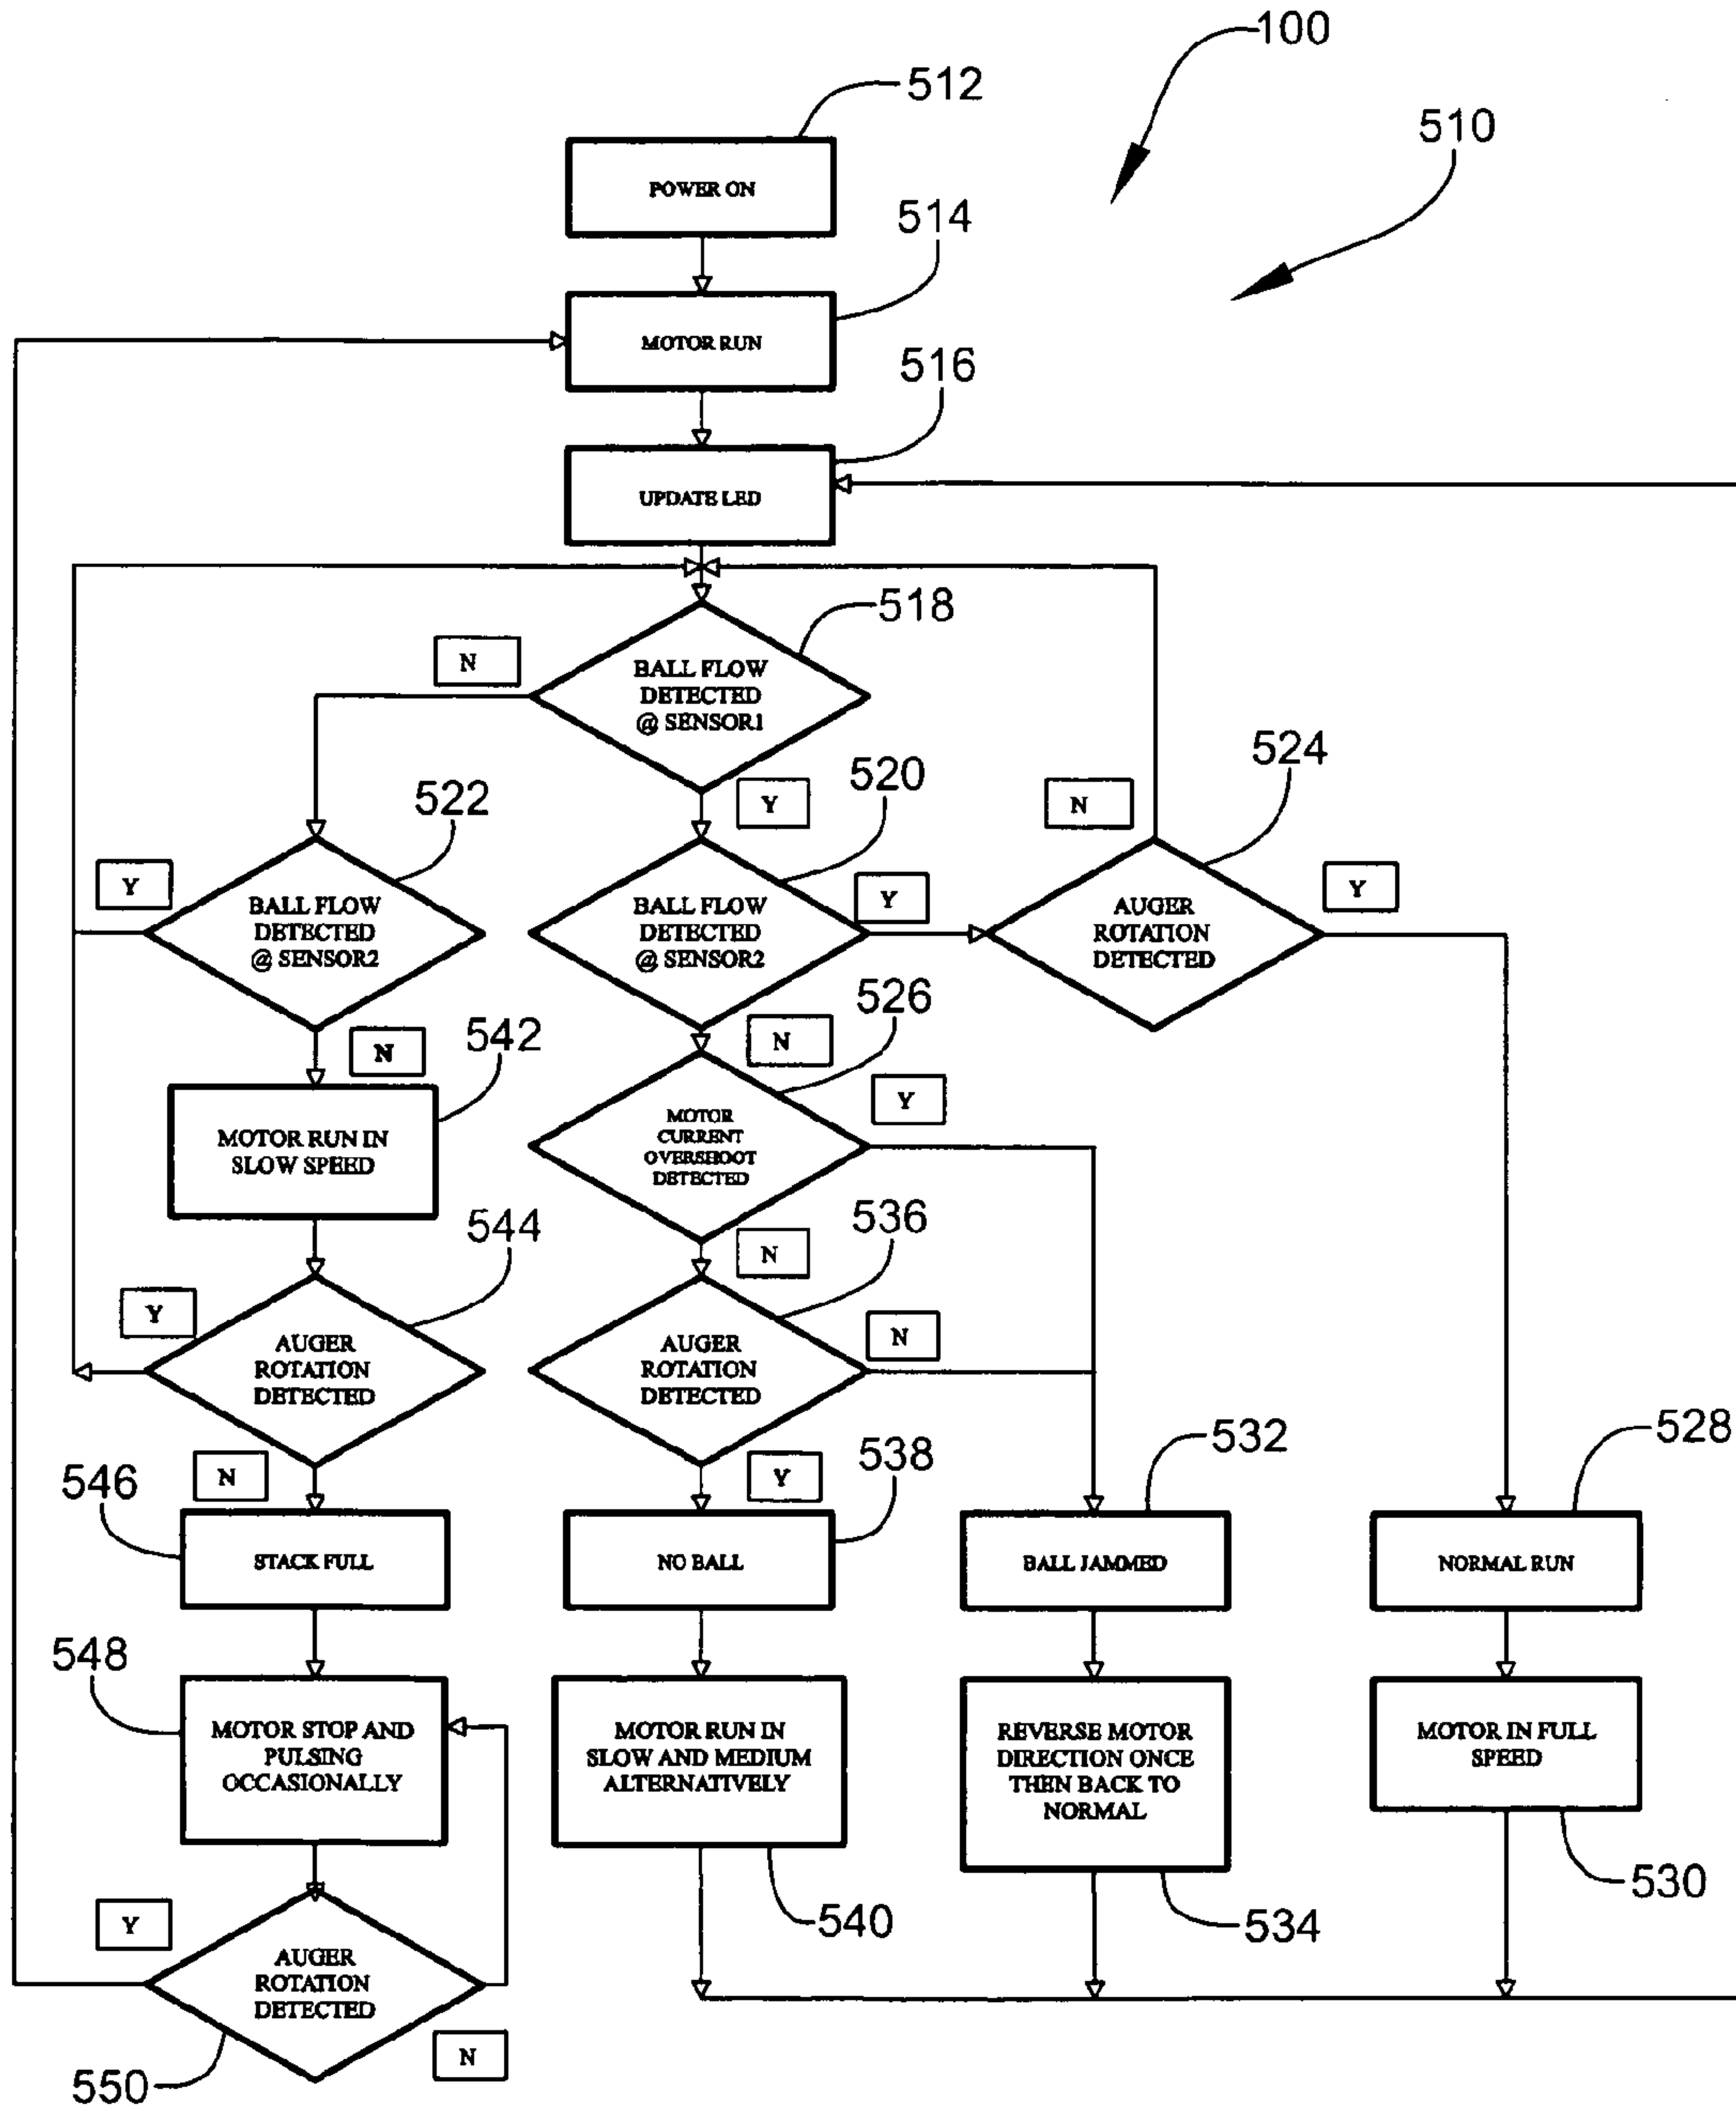 100
512
510
POWER ON
514
MOTOR RUN
516
UPDATE LED
518
N
BALL FLOW
DETECTED
@ SENSOR1
524
520
522
Y
N
Y
BALL FLOW
DETECTED
@ SENSOR2
BALL FLOW
DETECTED
@ SENSOR2
Y
AUGER
ROTATION
DETECTED
Y
526
542
N
N
Y
MOTOR RUN IN
SLOW SPEED
MOTOR
CURRENT
OVERSHOOT
DETECTED
544
536
N
Y
N
AUGER
ROTATION
DETECTED
AUGER
ROTATION
DETECTED
546
N
Y
538
532
528
STACK FULL
NO BALL
BALL JAMMED
NORMAL RUN
548
MOTOR STOP AND
PULSING
OCCASIONALLY
MOTOR RUN IN
SLOW AND MEDIUM
ALTERNATIVELY
REVERSE MOTOR
DIRECTION ONCE
THEN BACK TO
NORMAL
MOTOR IN FULL
SPEED
530
Y
540
534
AUGER
ROTATION
DETECTED
N
550